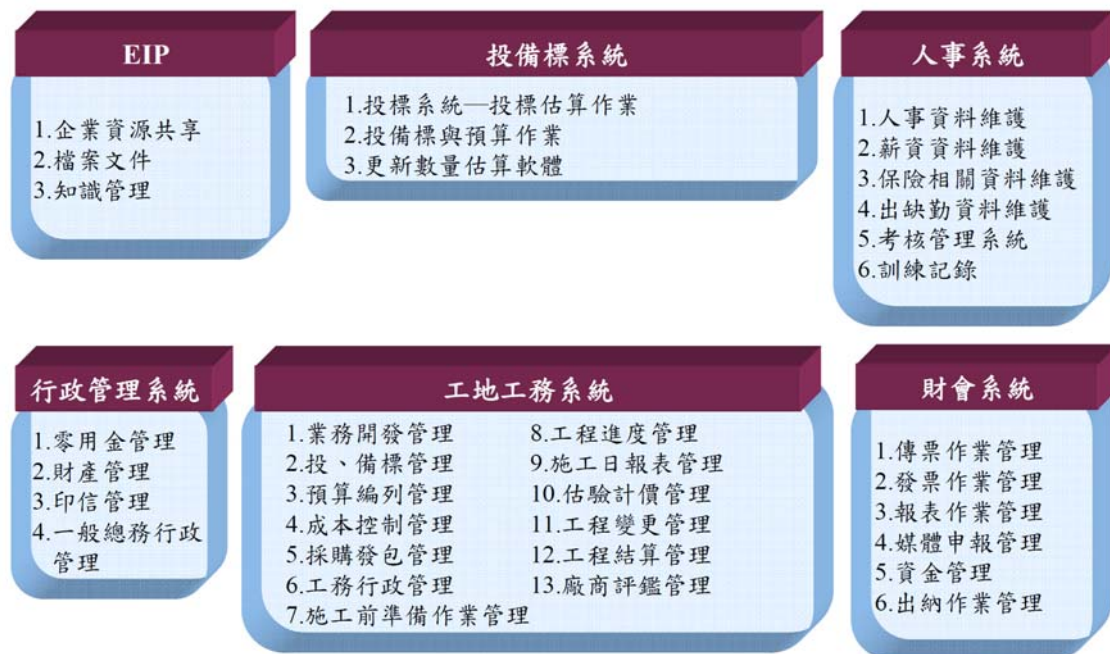 EIP
1.企業資源共享
2.檔案文件
3.知識管理
投備標系統
1.投標系統—投標估算作業
2.投備標與預算作業
3.更新數量估算軟體
人事系統
1.人事資料維護
2.薪資資料維護
3.保險相關資料維護
4.出缺勤資料維護
5.考核管理系統
6.訓練記錄
行政管理系統
1.零用金管理
2.財產管理
3.印信管理
4.一般總務行政
管理
工地工務系統
1.業務開發管理
2.投、備標管理
3.預算編列管理
4.成本控制管理
5.採購發包管理
6.工務行政管理
7.施工前準備作業管理
8.工程進度管理
9.施工日報表管理
10.估驗計價管理
11.工程變更管理
12.工程結算管理
13.廠商評鑑管理
財會系統
1.傳票作業管理
2.發票作業管理
3.報表作業管理
4.媒體申報管理
5.資金管理
6.出納作業管理